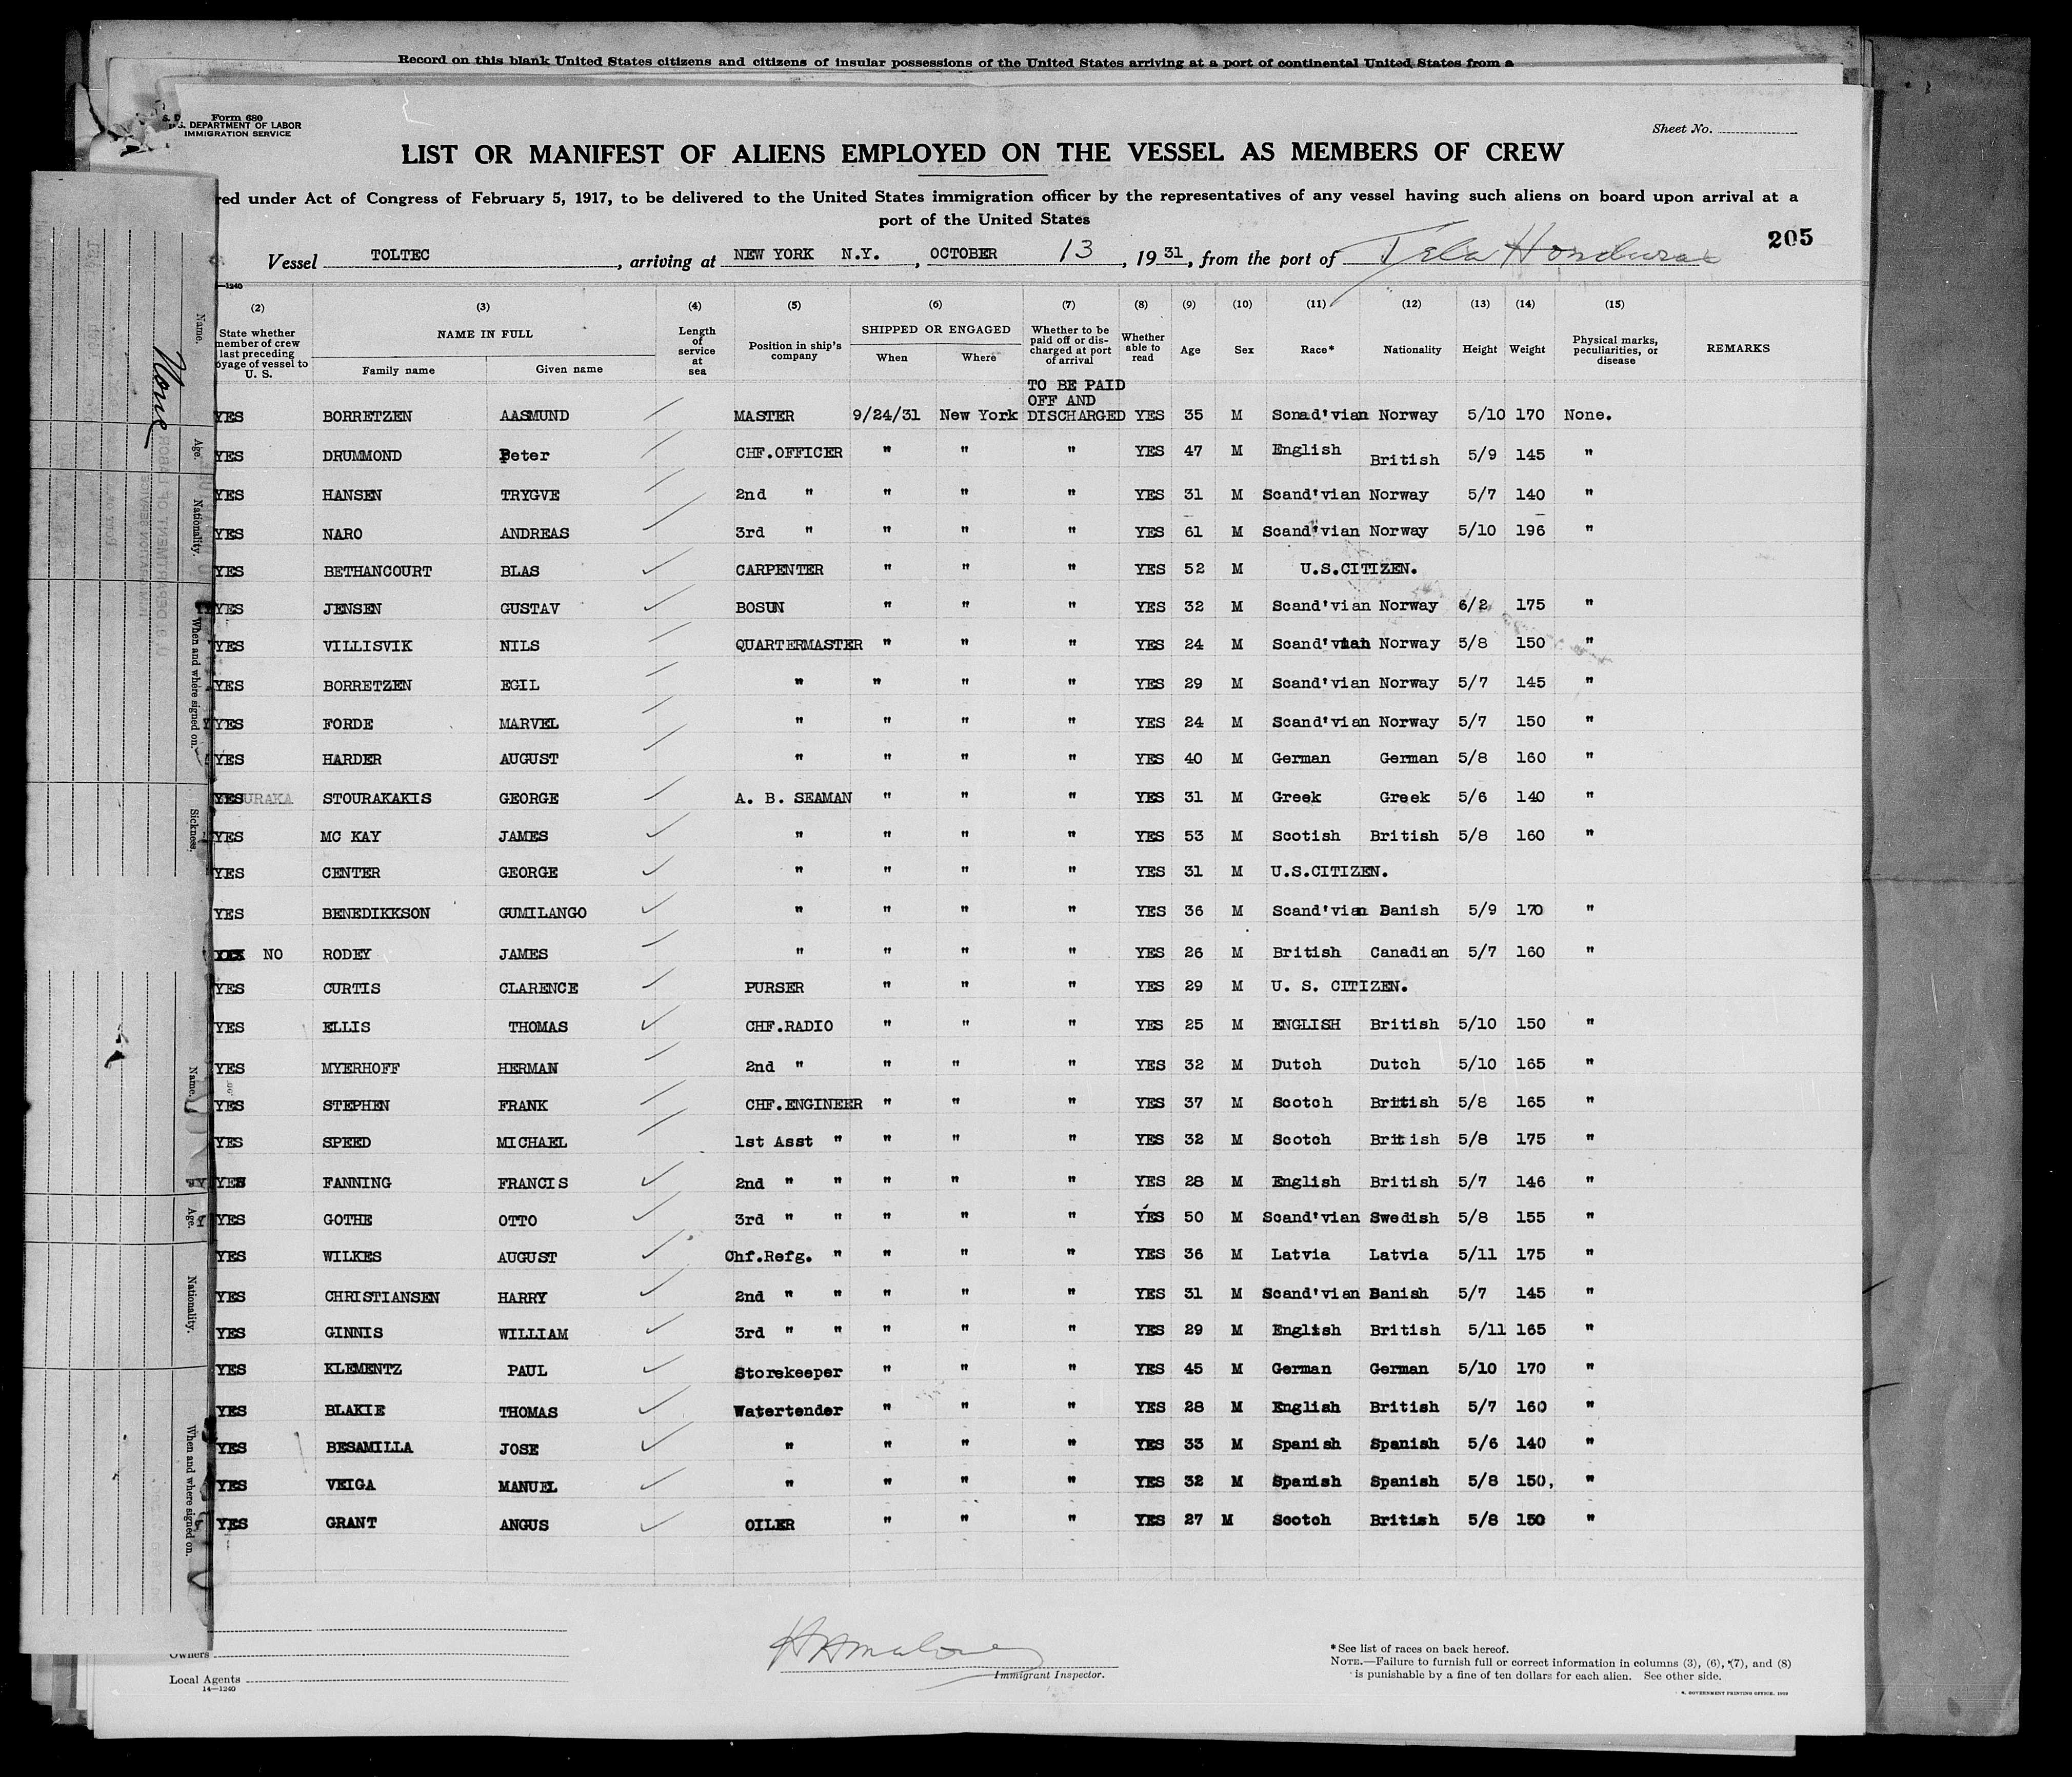 Record on this blank United States citizens and citizens of insular possessions of the United States arriving at a port of continental United States from a
Form 680
DEPARTMENT OF LABOR
IMMIGRATION SERVICE
Sheet No.
LIST OR MANIFEST OF ALIENS EMPLOYED ON THE VESSEL AS MEMBERS OF CREW
red under Act of Congress of February 5, 1917, to be delivered to the United States immigration officer by the representatives of any vessel having such aliens on board upon arrival at a
port of the United States
205
Vessel TOLTEC, arriving at NEW YORK N.Y., OCTOBER 13, 1931, from the port of Tela Honduras
(2) (3) (4) (5) (6) (7) (8) (9) (10) (11) (12) (13) (14) (15)
State whether member of crew last preceding oyage of vessel to U. S. NAME IN FULL Family name Given name Length of service at sea Position in ship's company SHIPPED OR ENGAGED When Where Whether to be paid off or discharged at port of arrival Whether able to read Age Sex Race* Nationality Height Weight Physical marks, peculiarities, or disease REMARKS
TO BE PAID
OFF AND
YES BORRETZEN AASMUND MASTER 9/24/31 New York DISCHARGED YES 35 M Scnad'vian Norway 5/10 170 None.
YES DRUMMOND Peter CHF.OFFICER " " " YES 47 M English British 5/9 145 "
YES HANSEN TRYGVE 2nd " " " " YES 31 M Scand'vian Norway 5/7 140 "
YES NARO ANDREAS 3rd " " " " YES 61 M Scand'vian Norway 5/10 196 "
YES BETHANCOURT BLAS CARPENTER " " " YES 52 M U.S.CITIZEN.
YES JENSEN GUSTAV BOSUN " " " YES 32 M Scand'vian Norway 6/2 175 "
YES VILLISVIK NILS QUARTERMASTER " " " YES 24 M Scand'vian Norway 5/8 150 "
YES BORRETZEN EGIL " " " " YES 29 M Scand'vian Norway 5/7 145 "
YES FORDE MARVEL " " " " YES 24 M Scand'vian Norway 5/7 150 "
YES HARDER AUGUST " " " " YES 40 M German German 5/8 160 "
YES STOURAKAKIS GEORGE A. B. SEAMAN " " " YES 31 M Greek Greek 5/6 140 "
YES MC KAY JAMES " " " " YES 53 M Scotish British 5/8 160 "
YES CENTER GEORGE " " " " YES 31 M U.S.CITIZEN.
YES BENEDIKKSON GUMILANGO " " " " YES 36 M Scand'vian Danish 5/9 170 "
NO RODEY JAMES " " " " YES 26 M British Canadian 5/7 160 "
YES CURTIS CLARENCE PURSER " " " YES 29 M U. S. CITIZEN.
YES ELLIS THOMAS CHF.RADIO " " " YES 25 M ENGLISH British 5/10 150 "
YES MYERHOFF HERMAN 2nd " " " " YES 32 M Dutch Dutch 5/10 165 "
YES STEPHEN FRANK CHF.ENGINEER " " " YES 37 M Scotch British 5/8 165 "
YES SPEED MICHAEL 1st Asst " " " " YES 32 M Scotch British 5/8 175 "
YES FANNING FRANCIS 2nd " " " " " YES 28 M English British 5/7 146 "
YES GOTHE OTTO 3rd " " " " " YES 50 M Scand'vian Swedish 5/8 155 "
YES WILKES AUGUST Chf.Refg. " " " " YES 36 M Latvia Latvia 5/11 175 "
YES CHRISTIANSEN HARRY 2nd " " " " " YES 31 M Scand'vian Danish 5/7 145 "
YES GINNIS WILLIAM 3rd " " " " " YES 29 M English British 5/11 165 "
YES KLEMENTZ PAUL Storekeeper " " " YES 45 M German German 5/10 170 "
YES BLAKIE THOMAS Watertender " " " YES 28 M English British 5/7 160 "
YES BESAMILLA JOSE " " " " YES 33 M Spanish Spanish 5/6 140 "
YES VEIGA MANUEL " " " " YES 32 M Spanish Spanish 5/8 150, "
YES GRANT ANGUS OILER " " " YES 27 M Scotch British 5/8 150 "
Name.
None
Age.
Nationality.
When and where signed on.
Sickness.
Name.
Age.
Nationality.
When and where signed on.
Owners
Local Agents
14—1240
Immigrant Inspector.
*See list of races on back hereof.
NOTE.—Failure to furnish full or correct information in columns (3), (6), (7), and (8)
is punishable by a fine of ten dollars for each alien. See other side.
GOVERNMENT PRINTING OFFICE